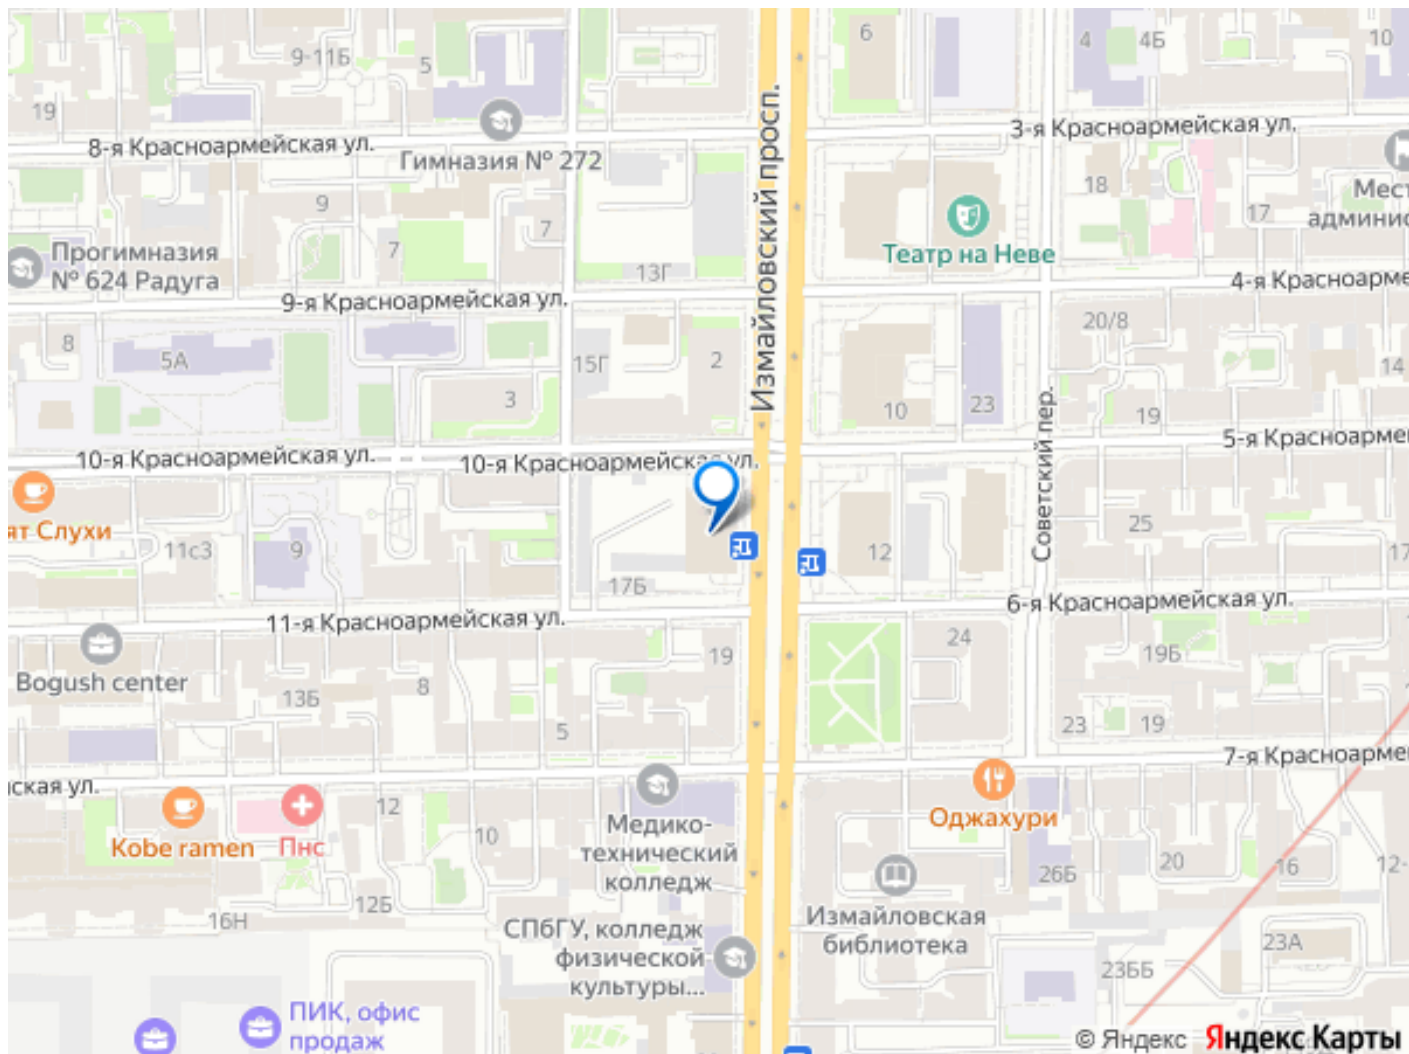 6
4
4Б
10
9-11Б
5
19
3-я Красноармейская ул.
8-я Красноармейская ул.
Гимназия № 272
Измайловский просп.
18
Мест
админис
17
9
7
7
Театр на Неве
Прогимназия
№ 624 Радуга
13Г
4-я Красноарме
9-я Красноармейская ул.
20/8
8
5А
15Г
2
14
3
10
23
19
Советский пер.
5-я Красноармей
10-я Красноармейская ул.
10-я Красноармейская ул.
ят Слухи
11с3
9
25
12
17
17Б
6-я Красноармейская ул.
11-я Красноармейская ул.
24
19
19Б
Bogush center
13Б
8
5
23
19
7-я Красноарме
ская ул.
12
10
Kobe ramen
Пнс
Медико-
технический
колледж
Оджахури
26Б
20
16
12-
12Б
16Н
Измайловская
библиотека
СПбГУ, колледж
физической
культуры...
23А
23ББ
ПИК, офис
продаж
© Яндекс Яндекс Карты